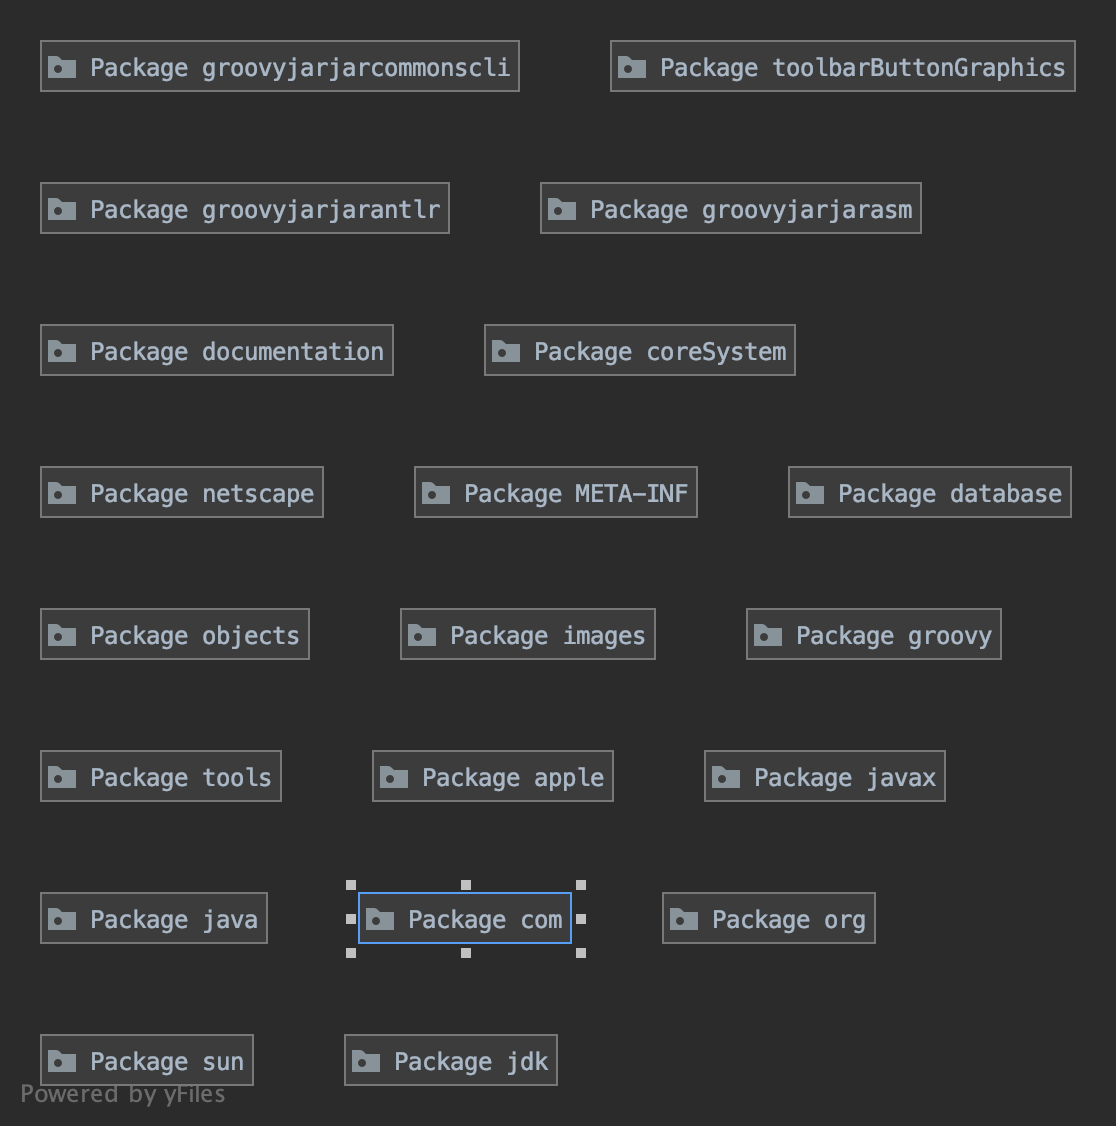 Package groovyjarjarcommonscli
Package toolbarButtonGraphics
Package groovyjarjarantlr
Package groovyjarjarasm
Package documentation
Package coreSystem
Package netscape
Package META-INF
Package database
Package objects
Package images
Package groovy
Package tools
Package apple
Package javax
Package java
Package com
Package org
Package sun
Package jdk
Powered by yFiles